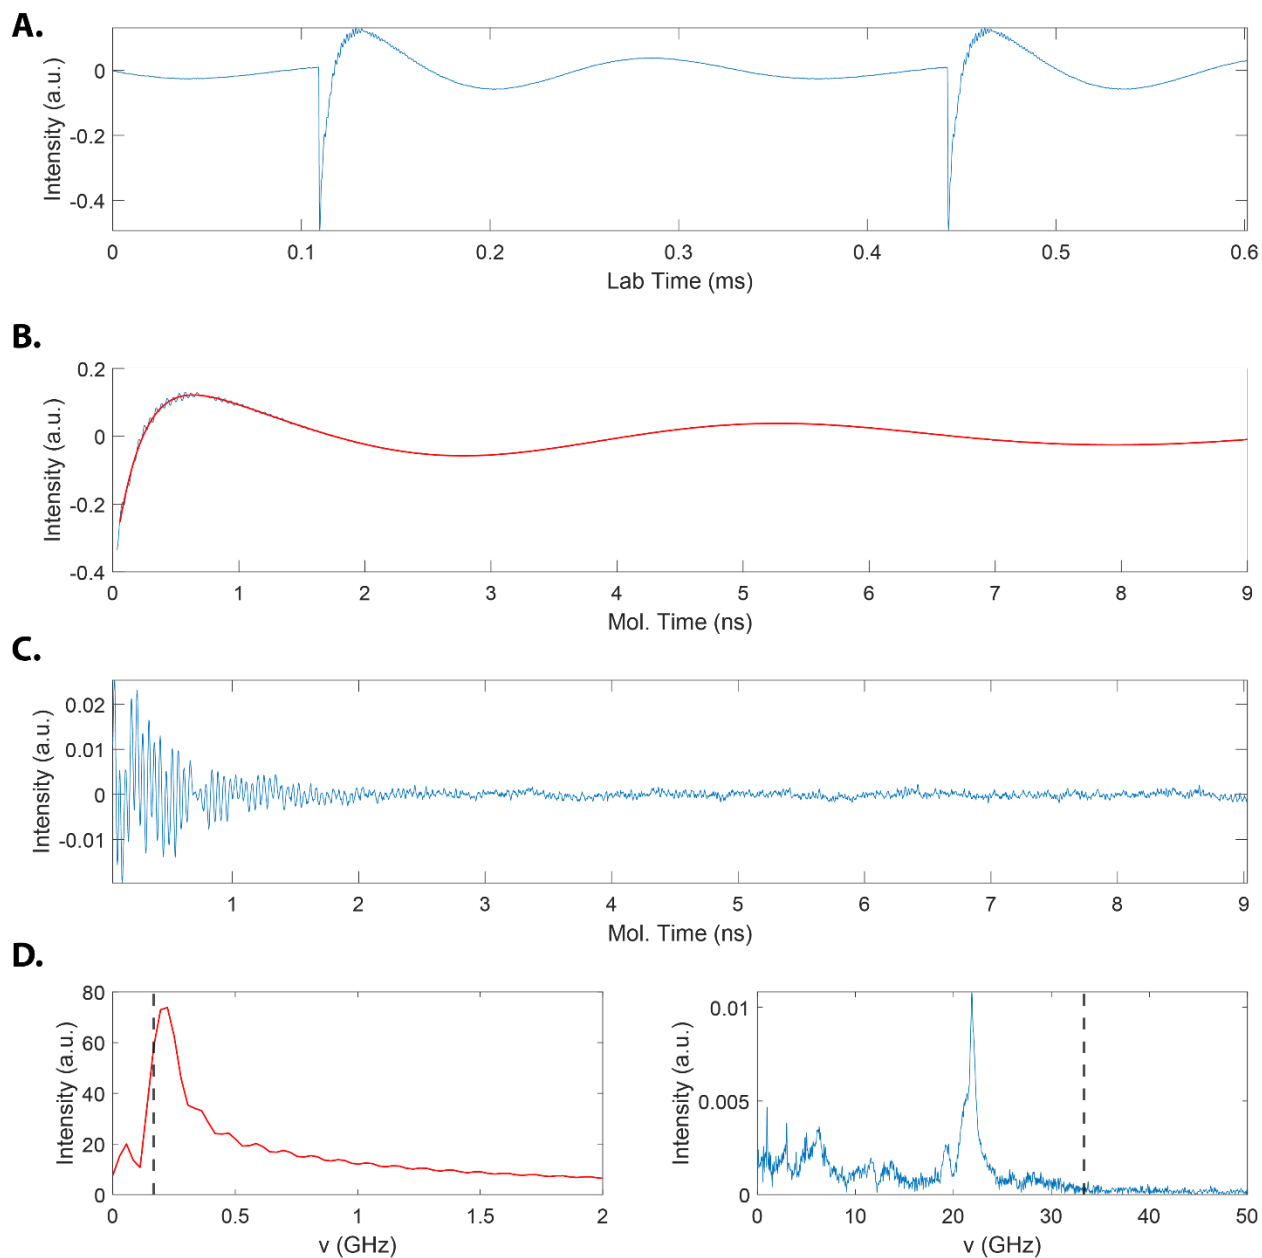 A.
Intensity (a.u.)
0
-0.2
-0.4
0 0.1 0.2 0.3 0.4 0.5 0.6
Lab Time (ms)
B.
Intensity (a.u.)
0.2
0
-0.2
-0.4
0 1 2 3 4 5 6 7 8 9
Mol. Time (ns)
C.
Intensity (a.u.)
0.02
0.01
0
-0.01
1 2 3 4 5 6 7 8 9
Mol. Time (ns)
D.
Intensity (a.u.)
80
60
40
20
0
0 0.5 1 1.5 2
v (GHz)
Intensity (a.u.)
0.01
0.005
0
0 10 20 30 40 50
v (GHz)